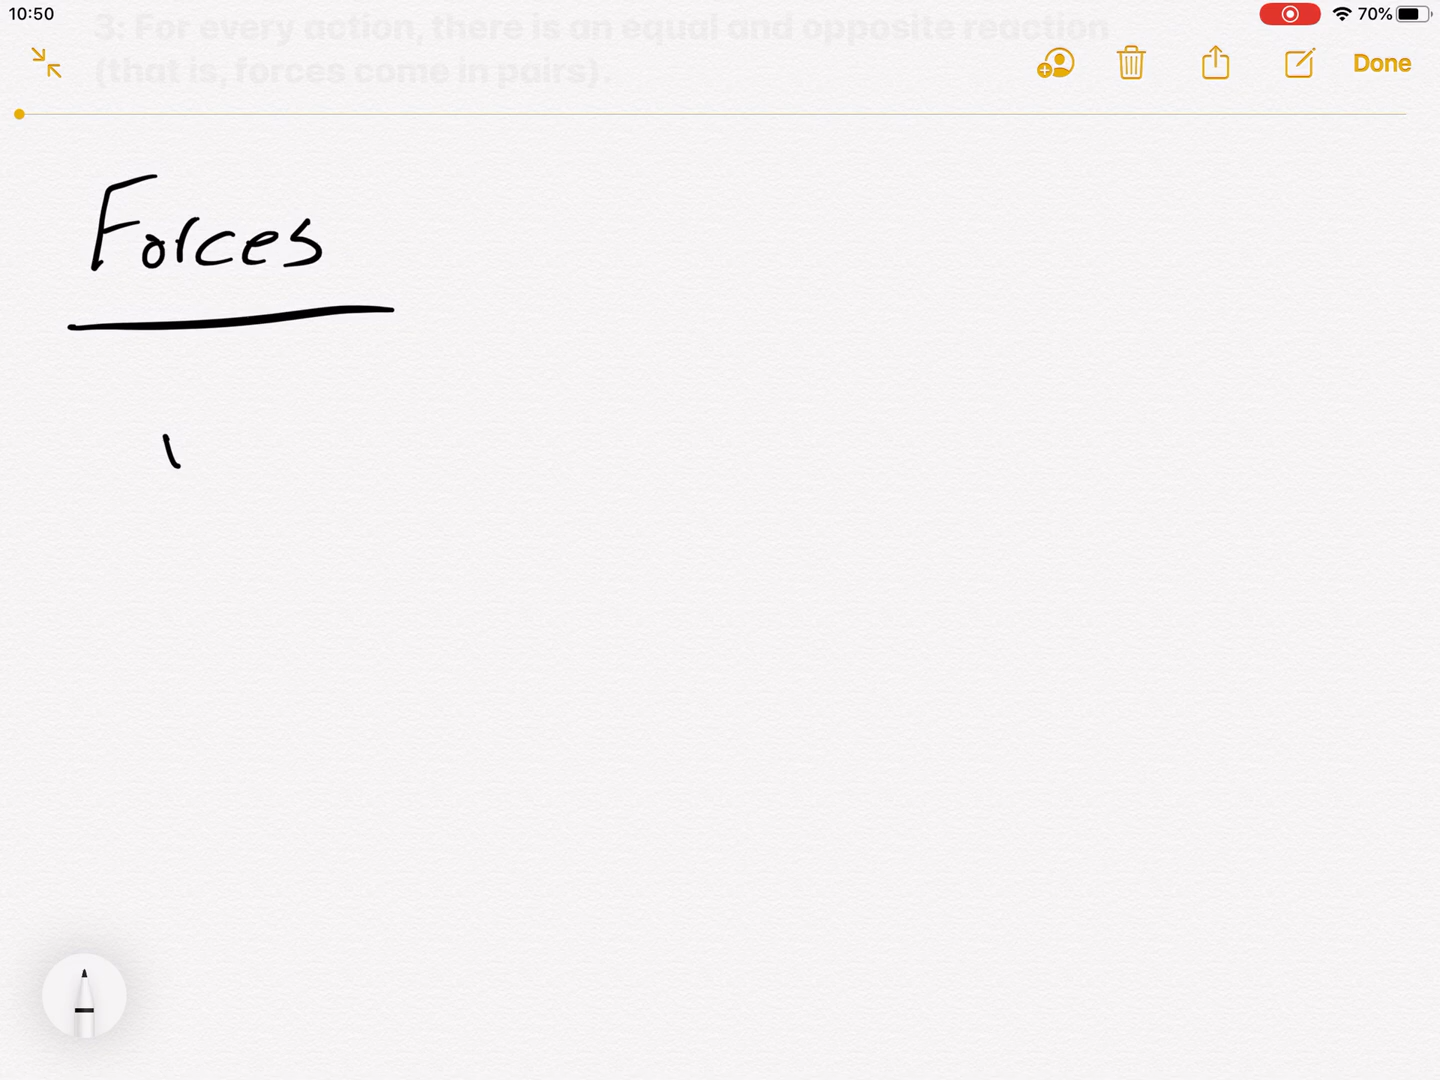 10:50
70%
3: For every action, there is an equal and opposite reaction
(that is, forces come in pairs).
Done
Forces